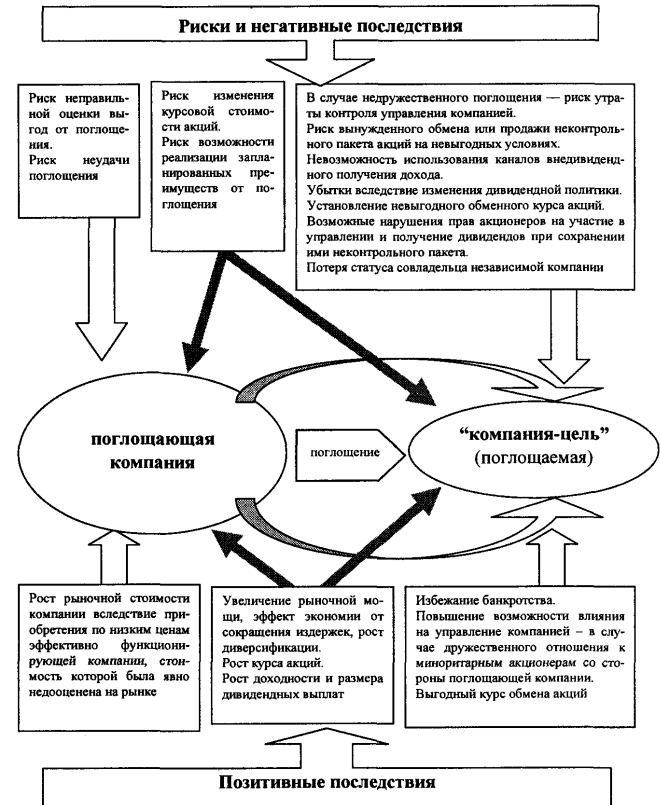 Риски и негативные последствия
Риск неправиль-
ной оценки вы-
год от поглоще-
ния.
Риск неудачи
поглощения
Риск изменения
курсовой стоимо-
сти акций.
Риск возможности
реализации запла-
нированных пре-
имуществ от по-
глощения
В случае недружественного поглощения — риск утра-
ты контроля управления компанией.
Риск вынужденного обмена или продажи неконтроль-
ного пакета акций на невыгодных условиях.
Невозможность использования каналов внедивиденд-
ного получения дохода.
Убытки вследствие изменения дивидендной политики.
Установление невыгодного обменного курса акций.
Возможные нарушения прав акционеров на участие в
управлении и получение дивидендов при сохранении
ими неконтрольного пакета.
Потеря статуса совладельца независимой компании
поглощающая
компания
поглощение
“компания-цель”
(поглощаемая)
Рост рыночной стоимости
компании вследствие при-
обретения по низким ценам
эффективно функциони-
рующей компании, стои-
мость которой была явно
недооценена на рынке
Увеличение рыночной мо-
щи, эффект экономии от
сокращения издержек, рост
диверсификации.
Рост курса акций.
Рост доходности и размера
дивидендных выплат
Избежание банкротства.
Повышение возможности влияния
на управление компанией – в слу-
чае дружественного отношения к
миноритарным акционерам со сто-
роны поглощающей компании.
Выгодный курс обмена акций
Позитивные последствия